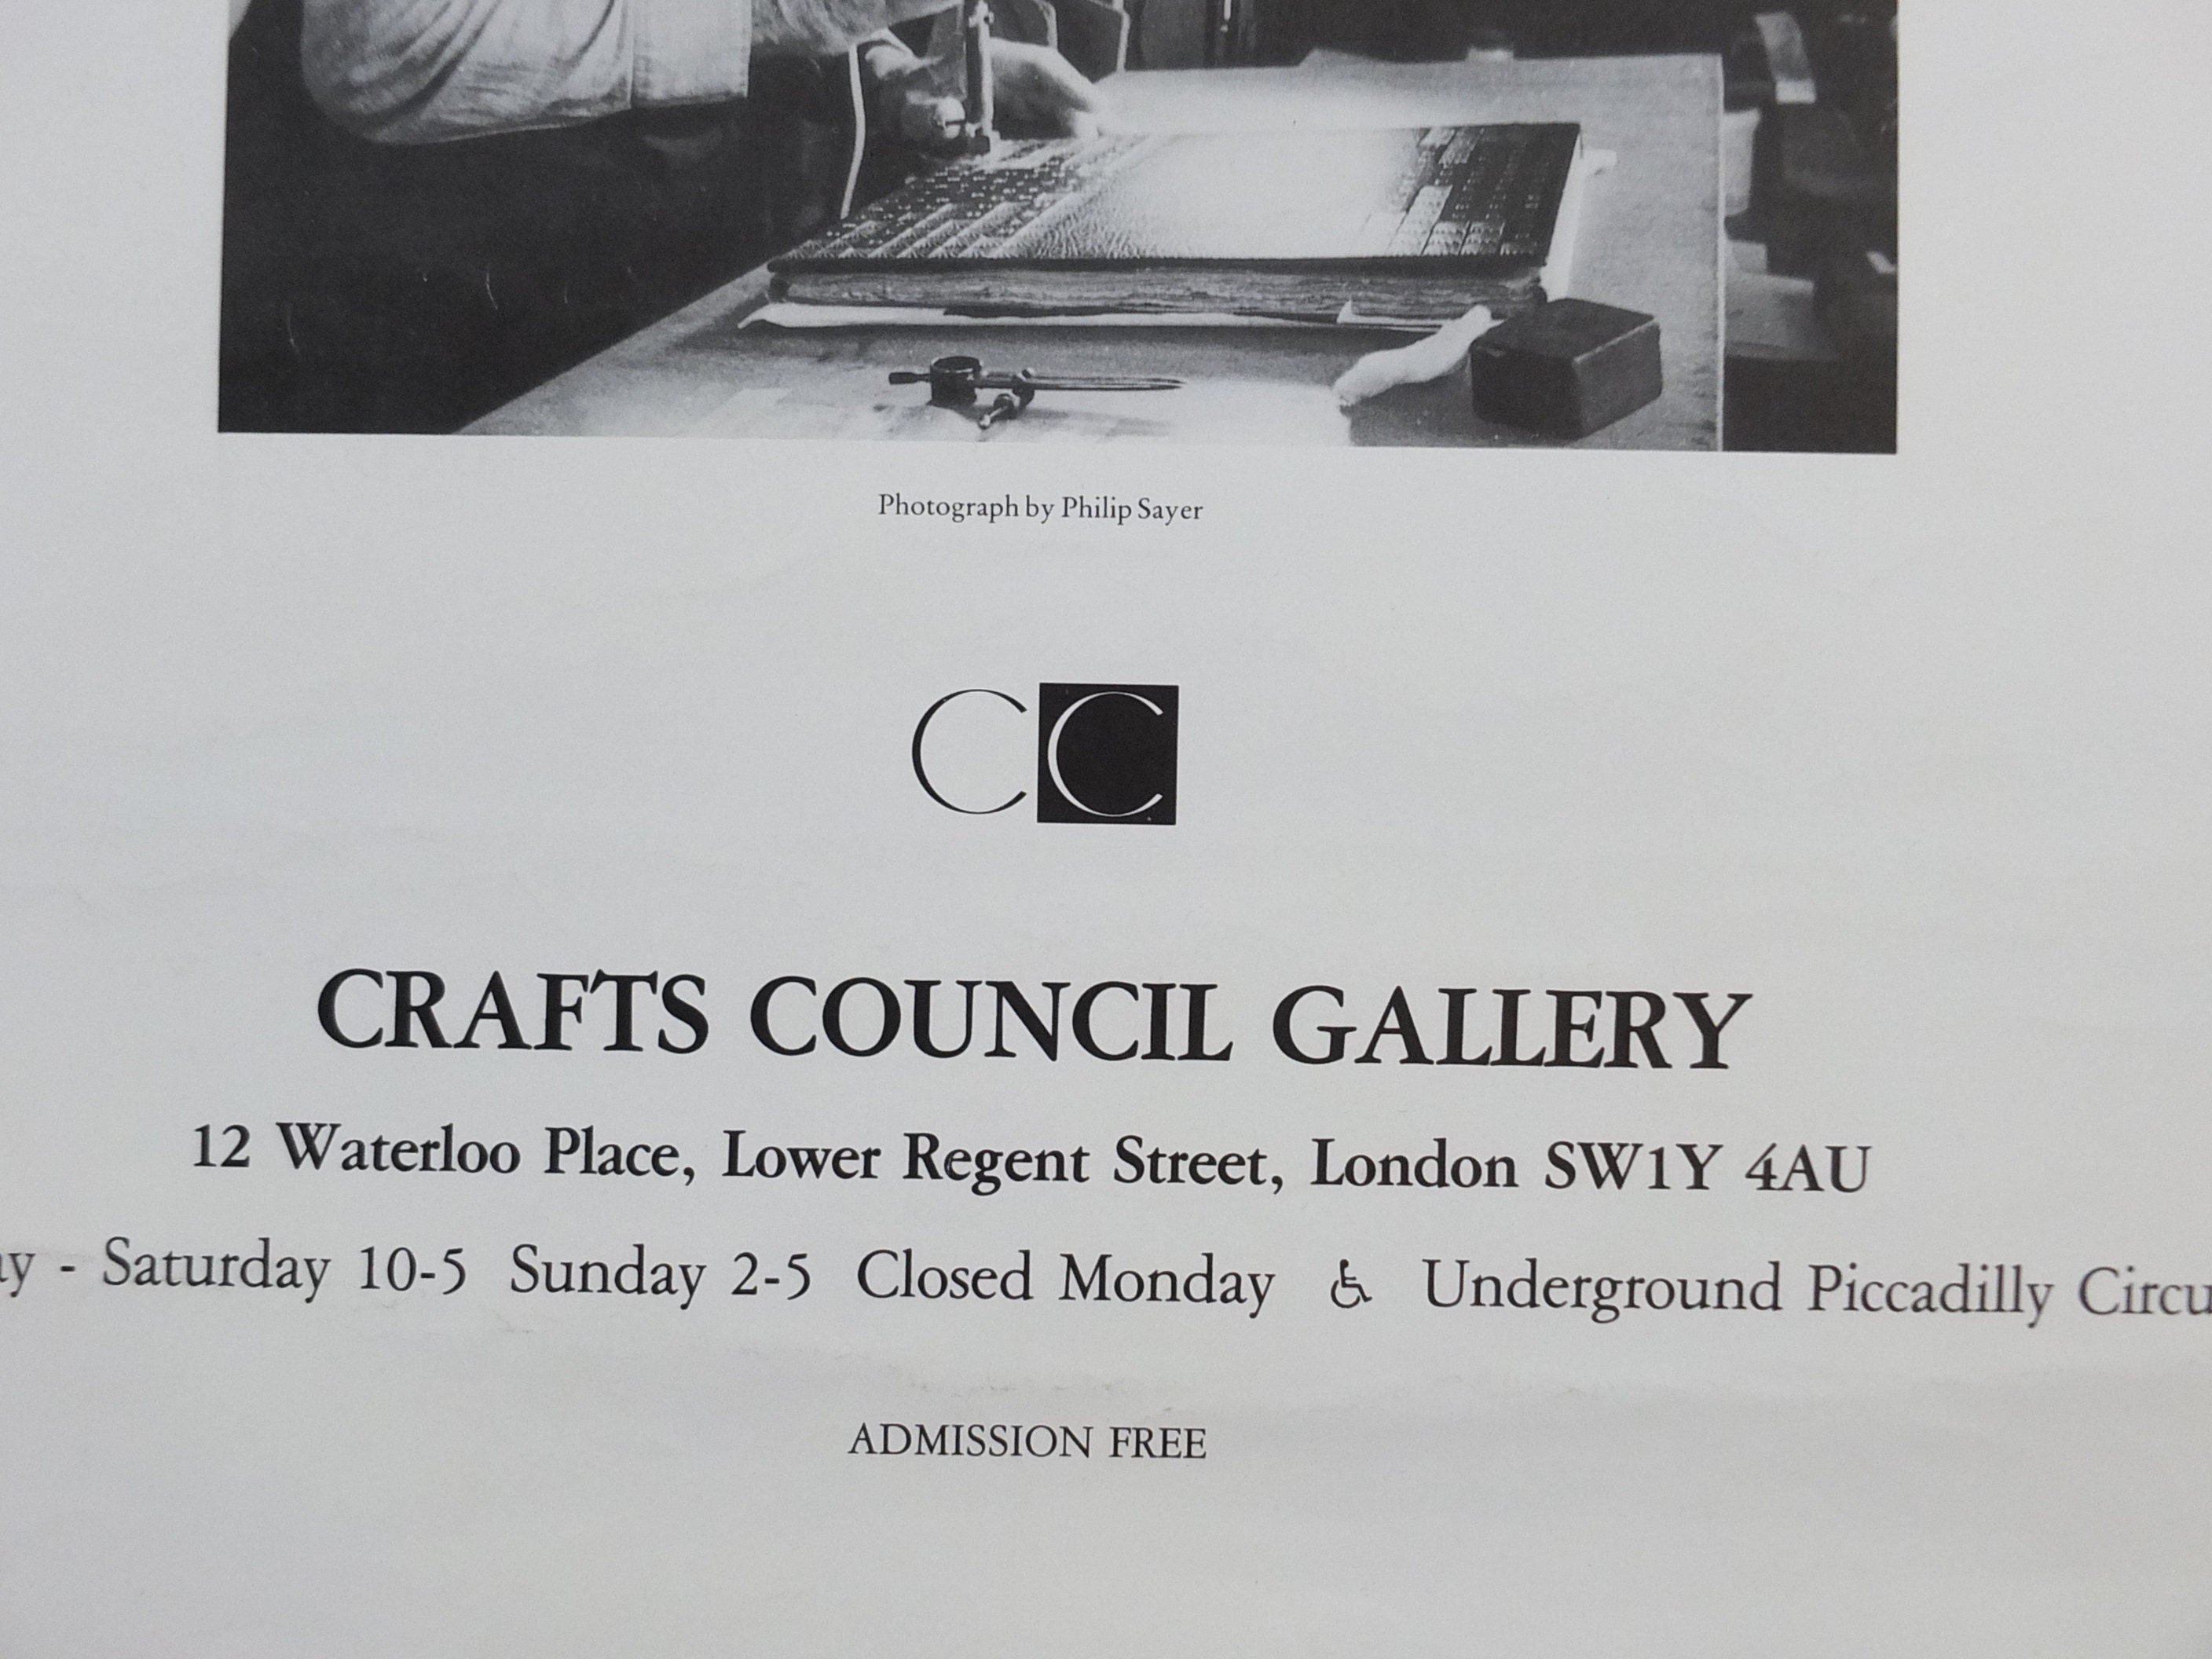 Photograph by Philip Sayer
CC
CRAFTS COUNCIL GALLERY
12 Waterloo Place, Lower Regent Street, London SW1Y 4AU
- Saturday 10-5 Sunday 2-5 Closed Monday Underground Piccadilly
ADMISSION FREE